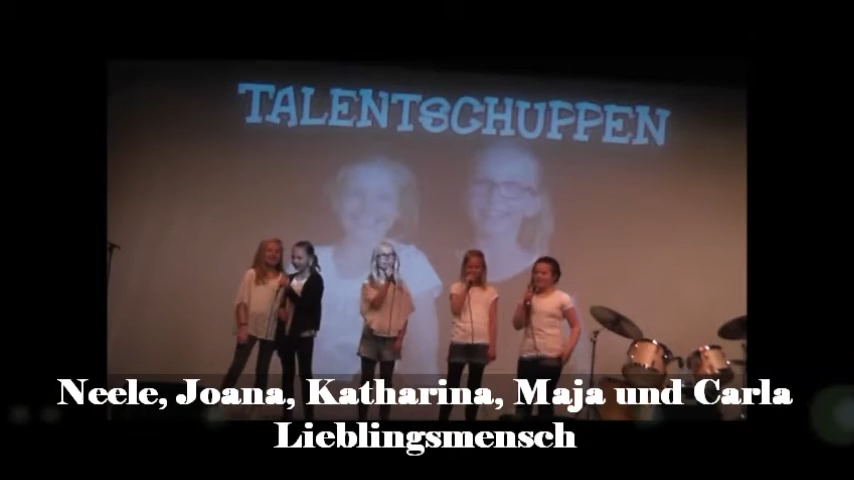 TALENTSCHUPPEN
Neele, Joana, Katharina, Maja und Carla
Lieblingsmensch